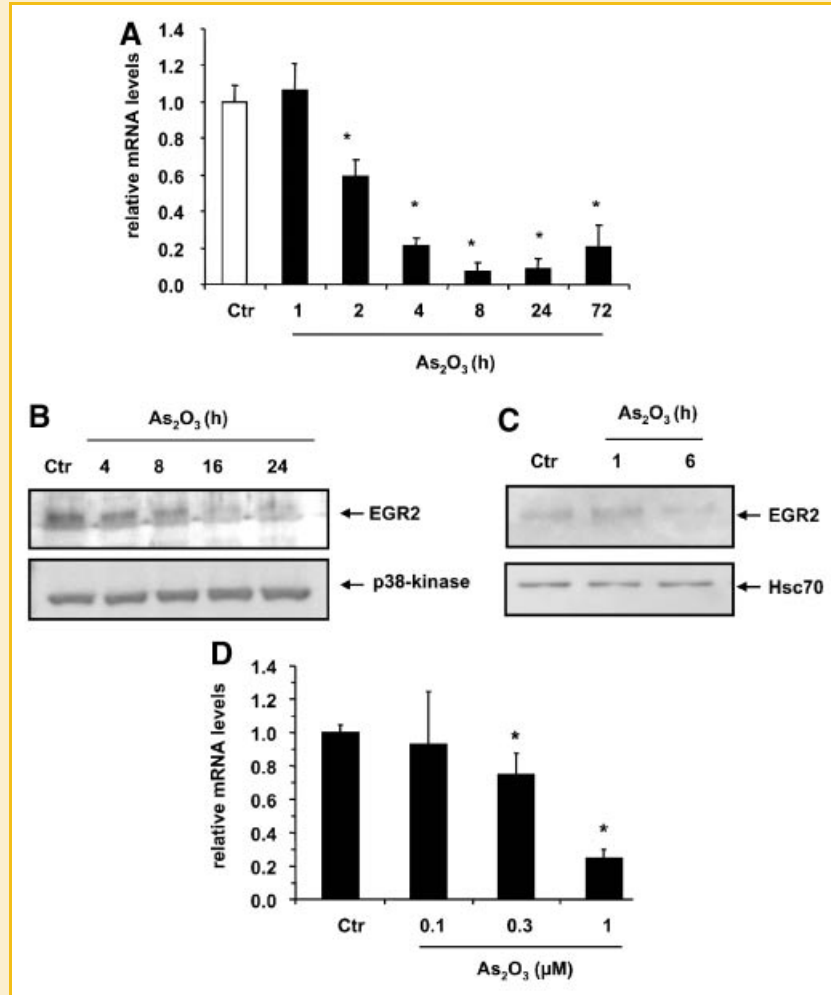 A
relative mRNA levels
1.4
1.2
1.0
0.8
0.6
0.4
0.2
0.0
* * * * *
Ctr 1 2 4 8 24 72
As₂O₃ (h)
B
As₂O₃ (h)
Ctr 4 8 16 24
EGR2
p38-kinase
C
As₂O₃ (h)
Ctr 1 6
EGR2
Hsc70
D
relative mRNA levels
1.4
1.2
1.0
0.8
0.6
0.4
0.2
0.0
* *
Ctr 0.1 0.3 1
As₂O₃ (µM)